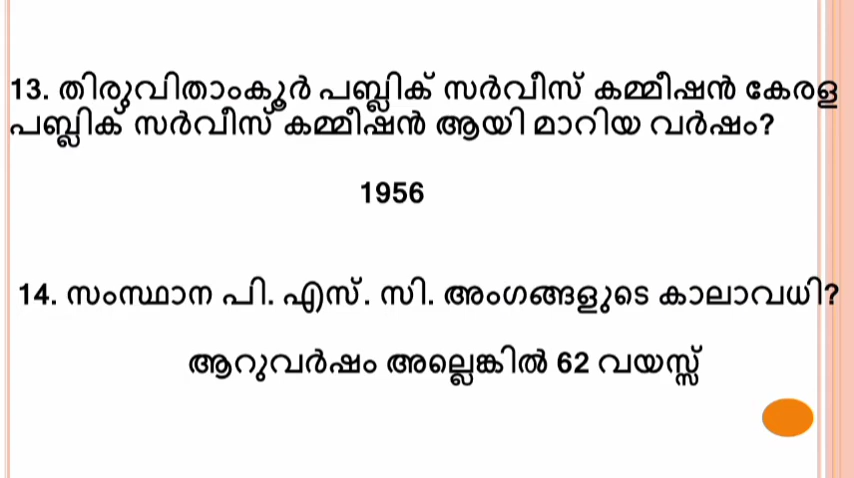 13. തിരുവിതാംകൂർ പബ്ലിക് സർവീസ് കമ്മീഷൻ കേരള
പബ്ലിക് സർവീസ് കമ്മീഷൻ ആയി മാറിയ വർഷം?
1956
14. സംസ്ഥാന പി. എസ്. സി. അംഗങ്ങളുടെ കാലാവധി?
ആറുവർഷം അല്ലെങ്കിൽ 62 വയസ്സ്